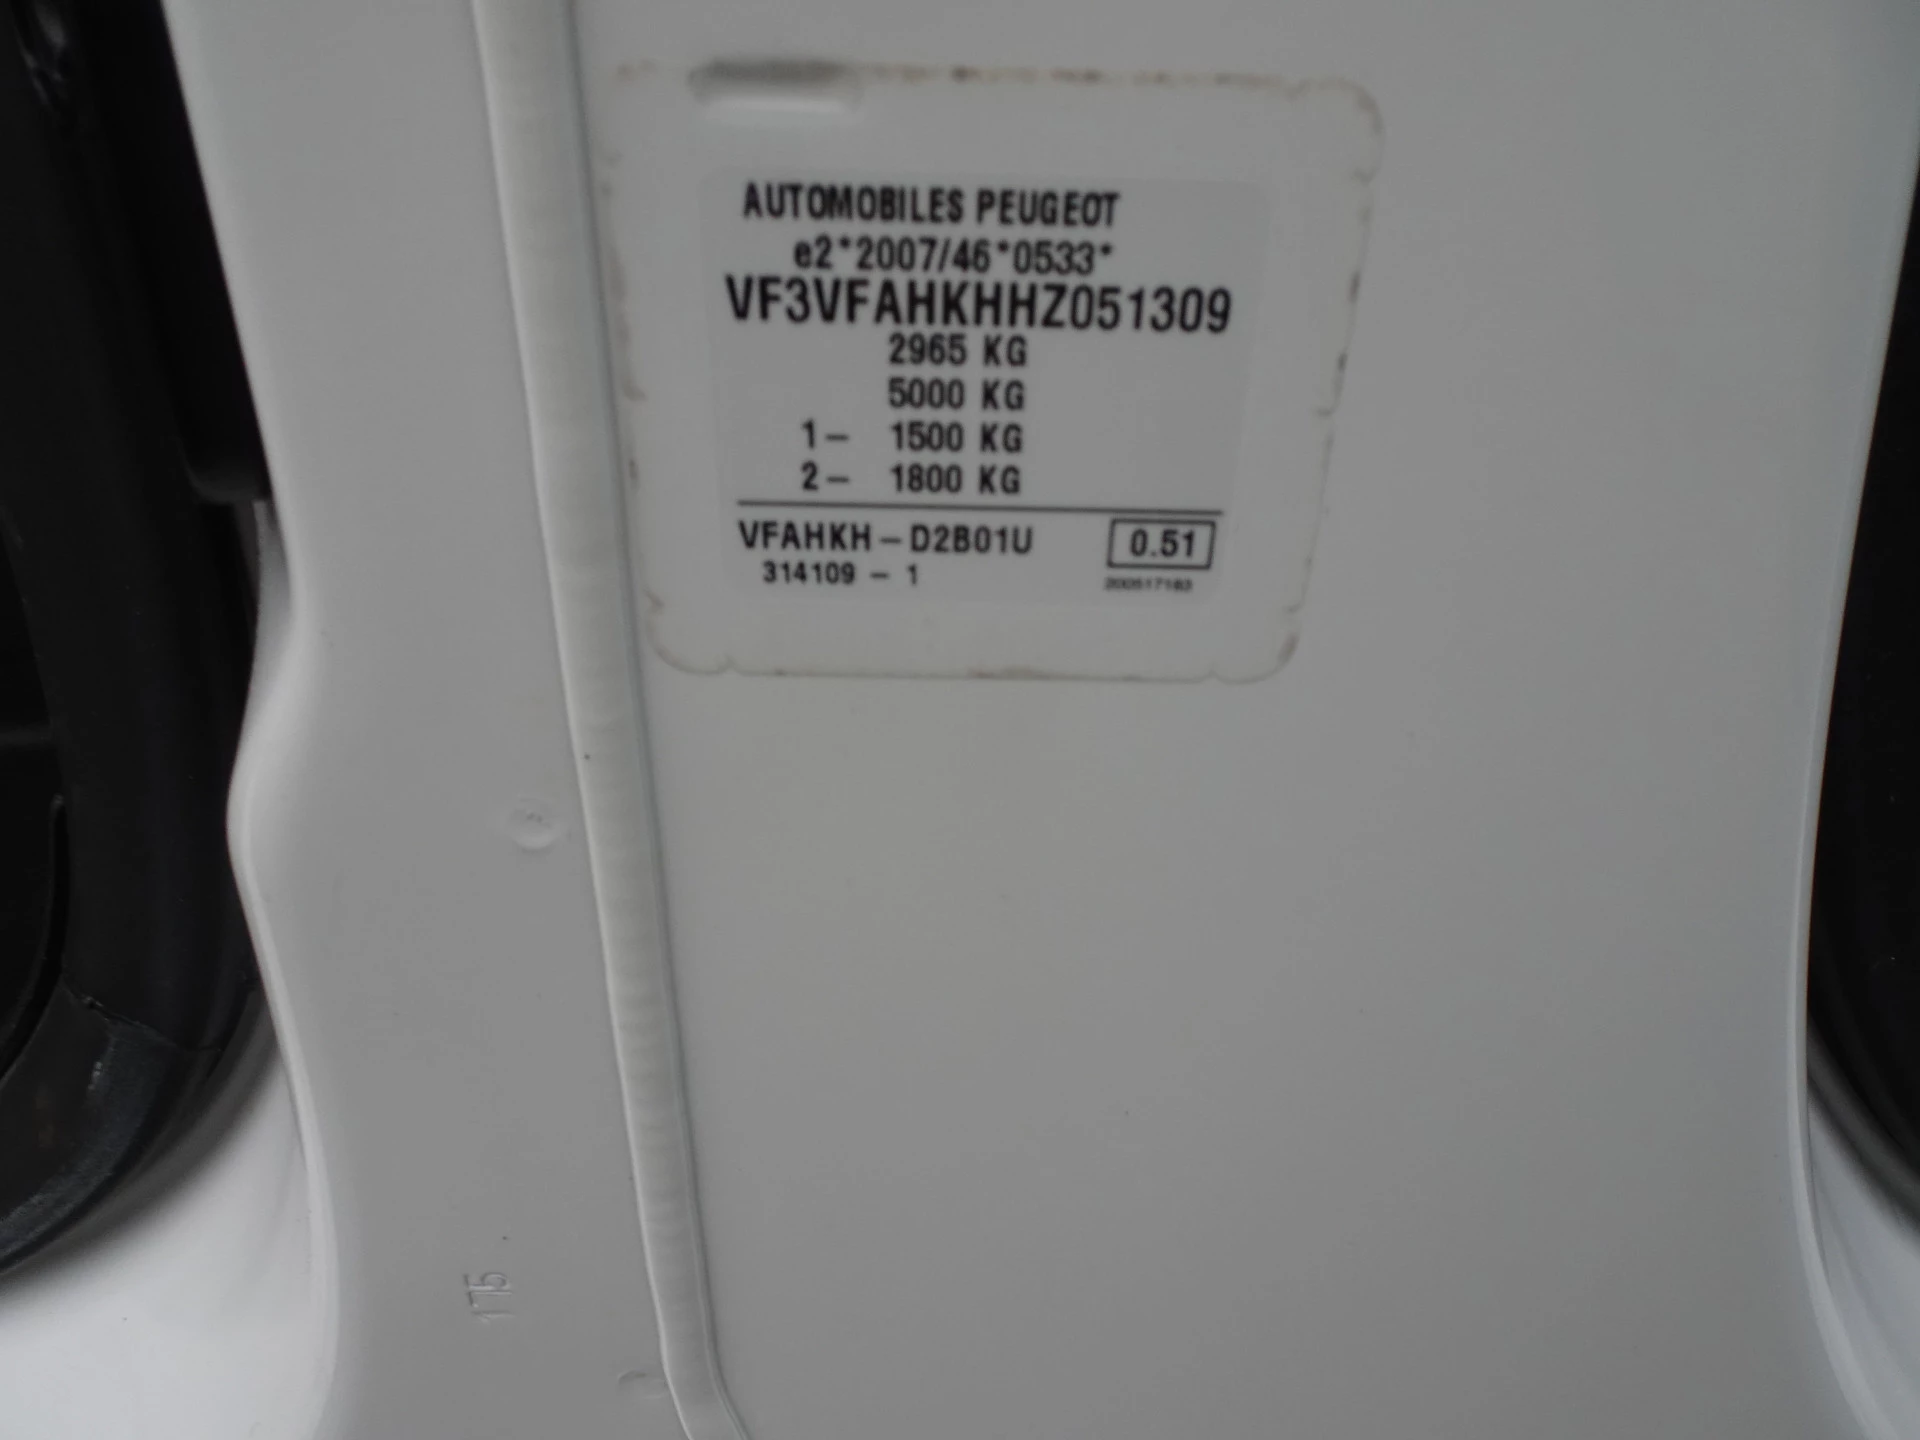 AUTOMOBILES PEUGEOT
e2*2007/46*0533*
VF3VFAHKHHZ051309
2965 KG
5000 KG
1- 1500 KG
2- 1800 KG
VFAHKH-D2B01U 0.51
314109 - 1
175